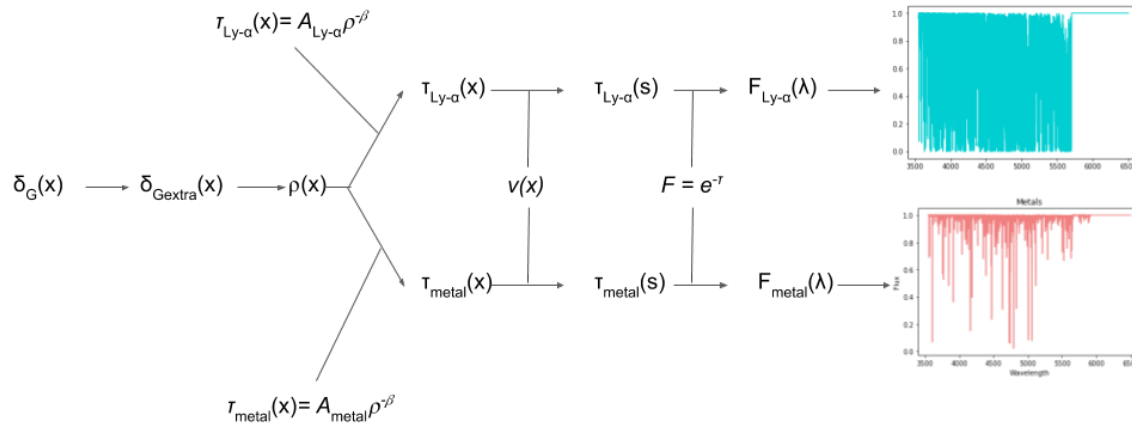 τLy-α(x)= ALy-αρ-β
1.0
0.8
0.6
0.4
0.2
0.0
3500 4000 4500 5000 5500 6000 650
τLy-α(x) τLy-α(s) FLy-α(λ)
δG(x) δGextra(x) ρ(x) v(x) F = e-τ
τmetal(x) τmetal(s) Fmetal(λ)
Metals
1.0
0.8
0.6
0.4
0.2
0.0
Flux
3500 4000 4500 5000 5500 6000 650
Wavelength
τmetal(x)= Ametalρ-β